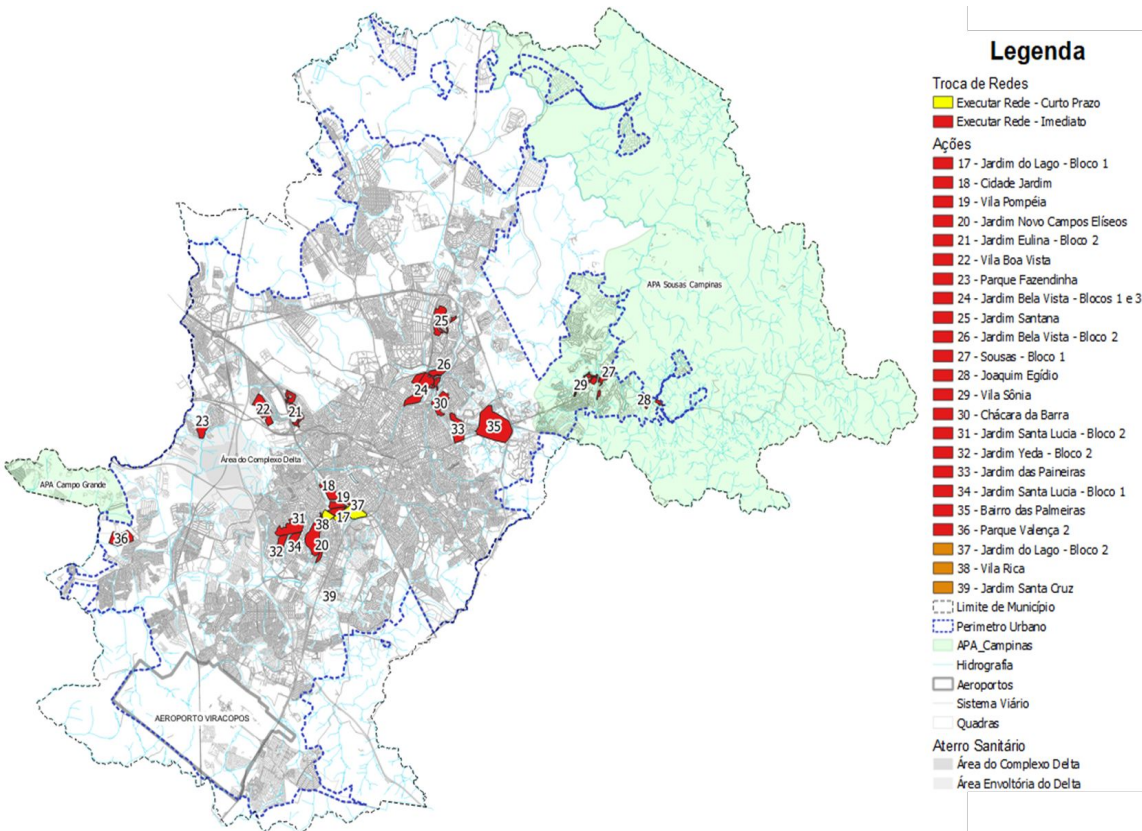 Legenda
Troca de Redes
Executar Rede - Curto Prazo
Executar Rede - Imediato
Ações
17 - Jardim do Lago - Bloco 1
18 - Cidade Jardim
19 - Vila Pompéia
20 - Jardim Novo Campos Elíseos
21 - Jardim Eulina - Bloco 2
22 - Vila Boa Vista
23 - Parque Fazendinha
24 - Jardim Bela Vista - Blocos 1 e 3
25 - Jardim Santana
26 - Jardim Bela Vista - Bloco 2
27 - Sousas - Bloco 1
28 - Joaquim Egídio
29 - Vila Sônia
30 - Chácara da Barra
31 - Jardim Santa Lucia - Bloco 2
32 - Jardim Yeda - Bloco 2
33 - Jardim das Paineiras
34 - Jardim Santa Lucia - Bloco 1
35 - Bairro das Palmeiras
36 - Parque Valença 2
37 - Jardim do Lago - Bloco 2
38 - Vila Rica
39 - Jardim Santa Cruz
Limite de Município
Perimetro Urbano
APA_Campinas
Hidrografia
Aeroportos
Sistema Viário
Quadras
Aterro Sanitário
Área do Complexo Delta
Área Envoltória do Delta
APA Sousas Campinas
25
26
27
29
24
28
30
22
21
23
33
35
Área do Complexo Delta
APA Campo Grande
18
19
37
17
31
38
36
32
34
20
39
AEROPORTO VIRACOPOS